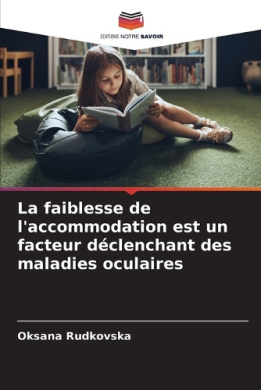 EDITIONS NOTRE SAVOIR
La faiblesse de
l'accommodation est un
facteur déclenchant des
maladies oculaires
Oksana Rudkovska